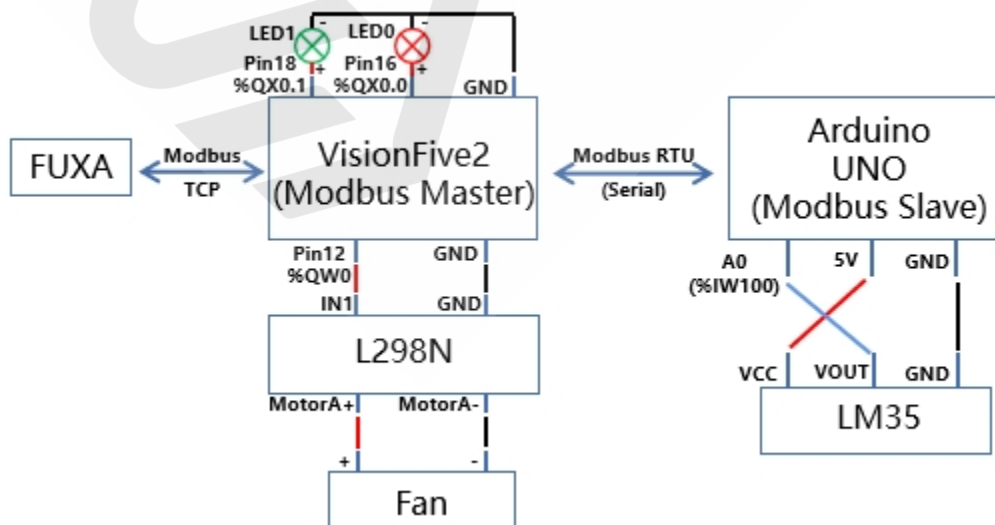 LED1
-
LED0
-
Pin18
+
Pin16
+
%QX0.1
%QX0.0
GND
FUXA
Modbus
TCP
VisionFive2
(Modbus Master)
Modbus RTU
(Serial)
Arduino
UNO
(Modbus Slave)
Pin12
%QW0
GND
IN1
GND
A0
(%IW100)
5V
GND
L298N
VCC
VOUT
GND
MotorA+
MotorA-
LM35
+
-
Fan